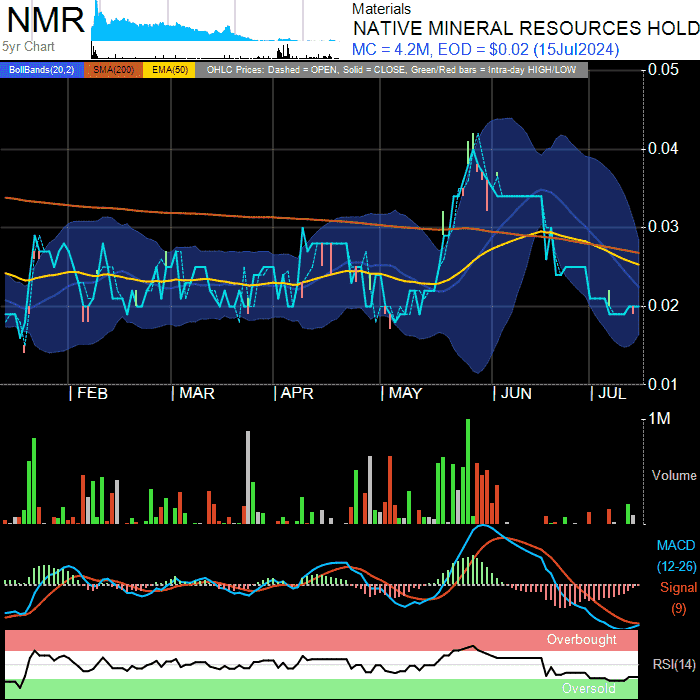 NMR
5yr Chart
Materials
NATIVE MINERAL RESOURCES HOLD
MC = 4.2M, EOD = $0.02 (15Jul2024)
BollBands(20,2) SMA(200) EMA(50) OHLC Prices: Dashed = OPEN, Solid = CLOSE, Green/Red bars = Intra-day HIGH/LOW
0.05
0.04
0.03
0.02
0.01
FEB MAR APR MAY JUN JUL
1M
Volume
MACD
(12-26)
Signal
(9)
Overbought
RSI(14)
Oversold